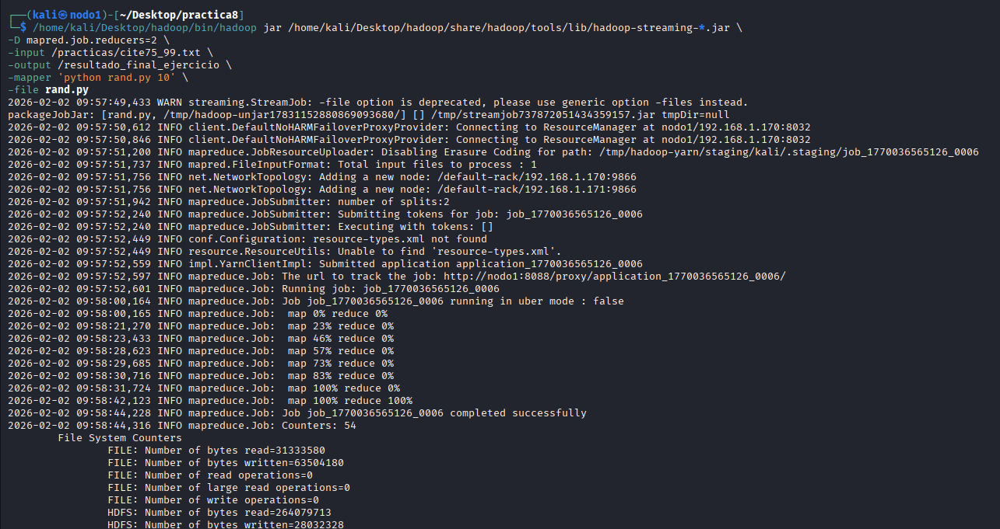 ┌──(kali㉿nodo1)-[~/Desktop/practica8]
└─$ /home/kali/Desktop/hadoop/bin/hadoop jar /home/kali/Desktop/hadoop/share/hadoop/tools/lib/hadoop-streaming-*.jar \
-D mapred.job.reducers=2 \
-input /practicas/cite75_99.txt \
-output /resultado_final_ejercicio \
-mapper 'python rand.py 10' \
-file rand.py
2026-02-02 09:57:49,433 WARN streaming.StreamJob: -file option is deprecated, please use generic option -files instead.
packageJobJar: [rand.py, /tmp/hadoop-unjar17831152880869093680/] [] /tmp/streamjob737872051434359157.jar tmpDir=null
2026-02-02 09:57:50,612 INFO client.DefaultNoHARMFailoverProxyProvider: Connecting to ResourceManager at nodo1/192.168.1.170:8032
2026-02-02 09:57:50,846 INFO client.DefaultNoHARMFailoverProxyProvider: Connecting to ResourceManager at nodo1/192.168.1.170:8032
2026-02-02 09:57:51,200 INFO mapreduce.JobResourceUploader: Disabling Erasure Coding for path: /tmp/hadoop-yarn/staging/kali/.staging/job_1770036565126_0006
2026-02-02 09:57:51,737 INFO mapred.FileInputFormat: Total input files to process : 1
2026-02-02 09:57:51,756 INFO net.NetworkTopology: Adding a new node: /default-rack/192.168.1.170:9866
2026-02-02 09:57:51,756 INFO net.NetworkTopology: Adding a new node: /default-rack/192.168.1.171:9866
2026-02-02 09:57:51,942 INFO mapreduce.JobSubmitter: number of splits:2
2026-02-02 09:57:52,240 INFO mapreduce.JobSubmitter: Submitting tokens for job: job_1770036565126_0006
2026-02-02 09:57:52,240 INFO mapreduce.JobSubmitter: Executing with tokens: []
2026-02-02 09:57:52,449 INFO conf.Configuration: resource-types.xml not found
2026-02-02 09:57:52,449 INFO resource.ResourceUtils: Unable to find 'resource-types.xml'.
2026-02-02 09:57:52,559 INFO impl.YarnClientImpl: Submitted application application_1770036565126_0006
2026-02-02 09:57:52,597 INFO mapreduce.Job: The url to track the job: http://nodo1:8088/proxy/application_1770036565126_0006/
2026-02-02 09:57:52,601 INFO mapreduce.Job: Running job: job_1770036565126_0006
2026-02-02 09:58:00,164 INFO mapreduce.Job: Job job_1770036565126_0006 running in uber mode : false
2026-02-02 09:58:00,165 INFO mapreduce.Job:  map 0% reduce 0%
2026-02-02 09:58:21,270 INFO mapreduce.Job:  map 23% reduce 0%
2026-02-02 09:58:23,433 INFO mapreduce.Job:  map 46% reduce 0%
2026-02-02 09:58:28,623 INFO mapreduce.Job:  map 57% reduce 0%
2026-02-02 09:58:29,685 INFO mapreduce.Job:  map 73% reduce 0%
2026-02-02 09:58:30,716 INFO mapreduce.Job:  map 83% reduce 0%
2026-02-02 09:58:31,724 INFO mapreduce.Job:  map 100% reduce 0%
2026-02-02 09:58:42,123 INFO mapreduce.Job:  map 100% reduce 100%
2026-02-02 09:58:44,228 INFO mapreduce.Job: Job job_1770036565126_0006 completed successfully
2026-02-02 09:58:44,316 INFO mapreduce.Job: Counters: 54
File System Counters
FILE: Number of bytes read=31333580
FILE: Number of bytes written=63504180
FILE: Number of read operations=0
FILE: Number of large read operations=0
FILE: Number of write operations=0
HDFS: Number of bytes read=264079713
HDFS: Number of bytes written=28032328